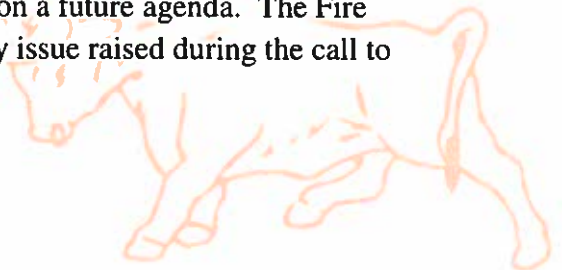 on a future agenda. The Fire
issue raised during the call to